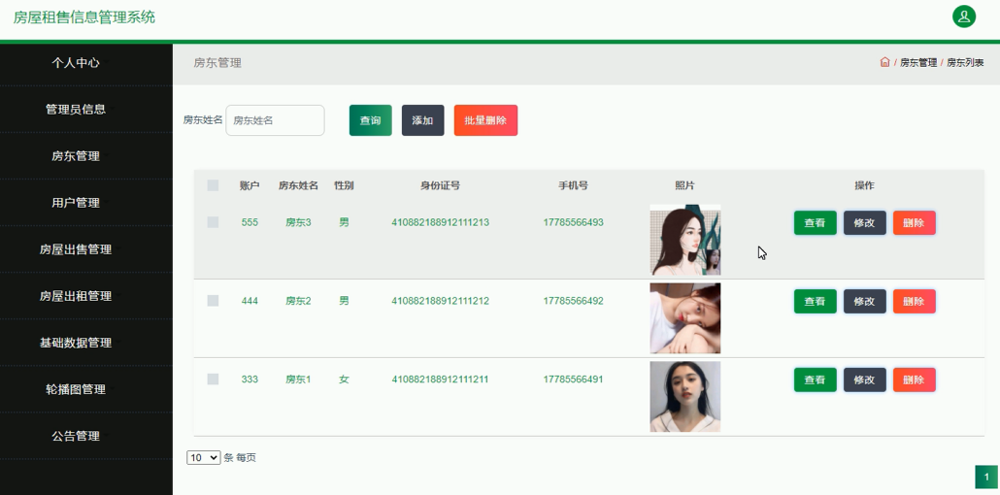 房屋租售信息管理系统
个人中心
房东管理
/ 房东管理 / 房东列表
管理员信息
房东管理
用户管理
房屋出售管理
房屋出租管理
基础数据管理
轮播图管理
公告管理
房东姓名 房东姓名 查询 添加 批量删除
账户 房东姓名 性别 身份证号 手机号 照片 操作
555 房东3 男 410882188912111213 17785566493 查看 修改 删除
444 房东2 男 410882188912111212 17785566492 查看 修改 删除
333 房东1 女 410882188912111211 17785566491 查看 修改 删除
10 条 每页
1